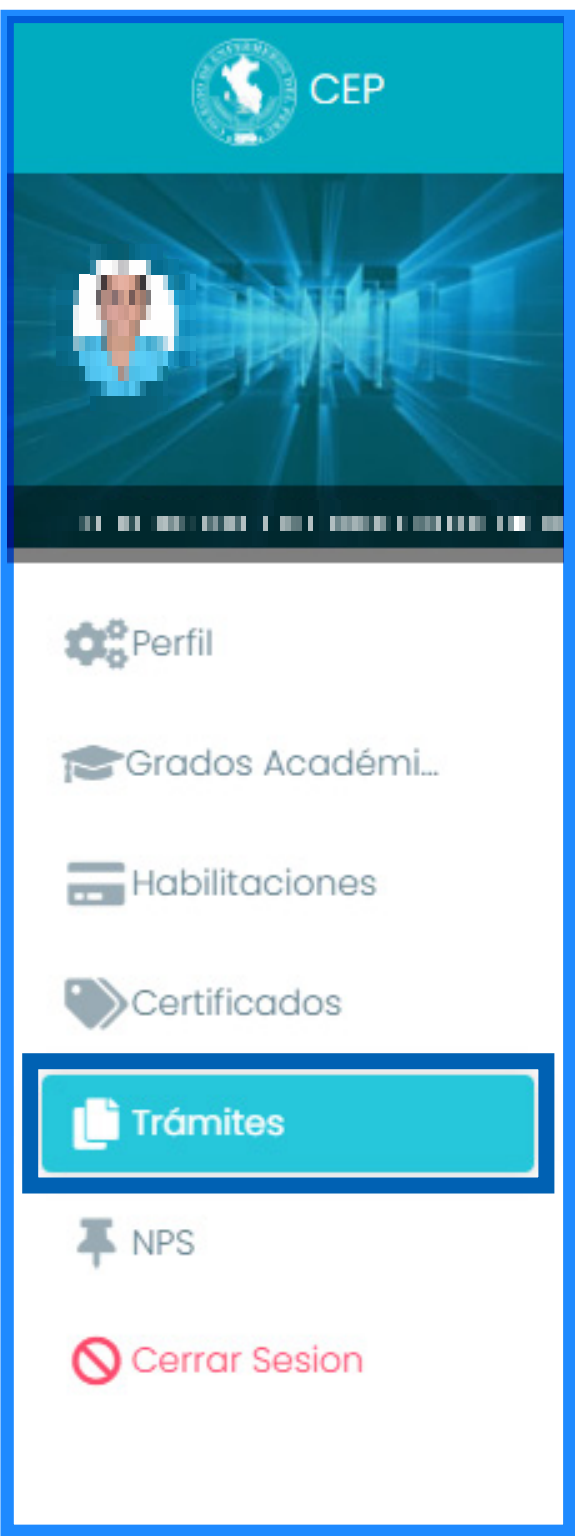 CEP
Perfil
Grados Académi...
Habilitaciones
Certificados
Trámites
NPS
Cerrar Sesion